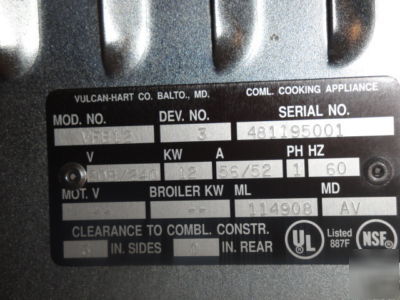 VULCAN-HART CO. BALTO., MD. COML. COOKING APPLIANCE
MOD. NO. DEV. NO. SERIAL NO.
3 481195001
V KW A PH HZ
208/240 12 56/52 1 60
MOT. V BROILER KW ML MD
-- -- 114908 AV
CLEARANCE TO COMBL. CONSTR.
IN. SIDES IN. REAR
UL Listed 887F NSF